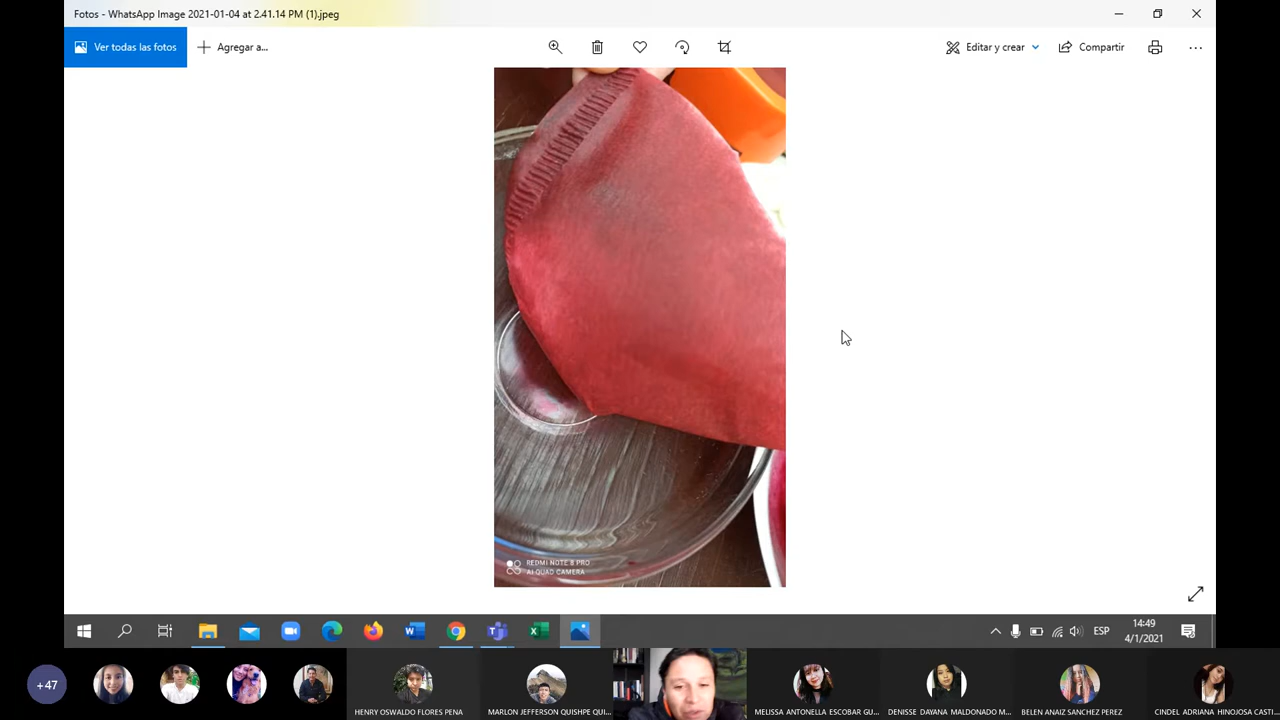 Fotos - WhatsApp Image 2021-01-04 at 2.41.14 PM (1).jpeg
Ver todas las fotos
Agregar a...
Editar y crear
Compartir
REDMI NOTE 8 PRO
AI QUAD CAMERA
ESP
14:49
4/1/2021
+47
HENRY OSWALDO FLORES PENA
MARLON JEFFERSON QUISHPE QUI...
MELISSA ANTONELLA ESCOBAR GU...
DENISSE DAYANA MALDONADO M...
BELEN ANAIZ SANCHEZ PEREZ
CINDEL ADRIANA HINOJOSA CASTI...